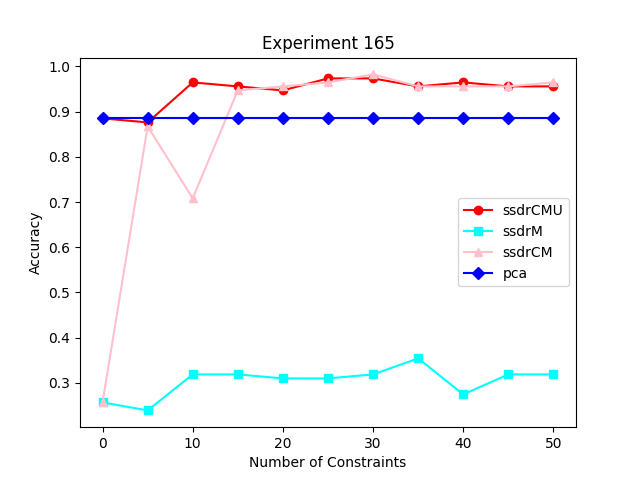 Experiment 165
Accuracy
1.0
0.9
0.8
0.7
0.6
0.5
0.4
0.3
ssdrCMU
ssdrM
ssdrCM
pca
0 10 20 30 40 50
Number of Constraints